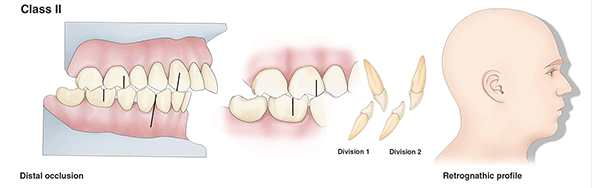 Class II
Division 1
Division 2
Distal occlusion
Retrognathic profile